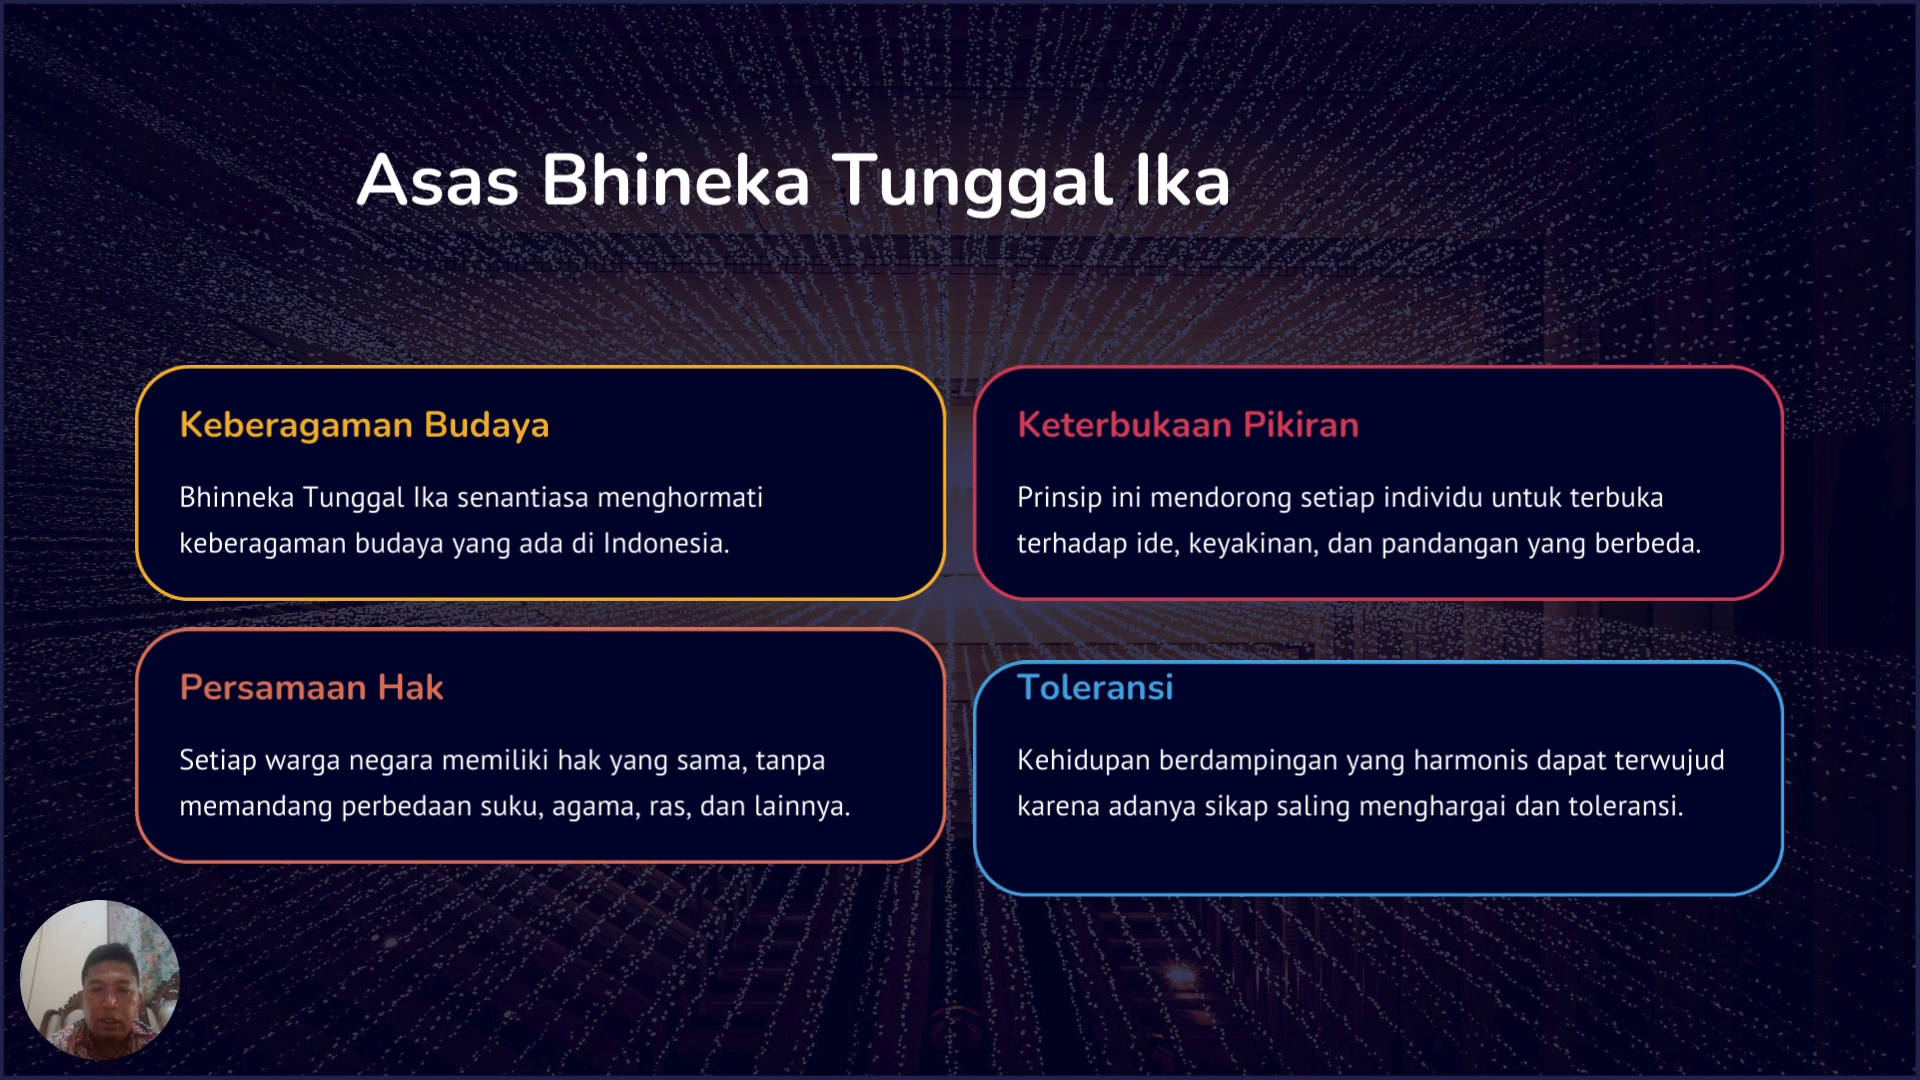 Asas Bhineka Tunggal Ika
Keberagaman Budaya
Bhinneka Tunggal Ika senantiasa menghormati
keberagaman budaya yang ada di Indonesia.
Keterbukaan Pikiran
Prinsip ini mendorong setiap individu untuk terbuka
terhadap ide, keyakinan, dan pandangan yang berbeda.
Persamaan Hak
Setiap warga negara memiliki hak yang sama, tanpa
memandang perbedaan suku, agama, ras, dan lainnya.
Toleransi
Kehidupan berdampingan yang harmonis dapat terwujud
karena adanya sikap saling menghargai dan toleransi.